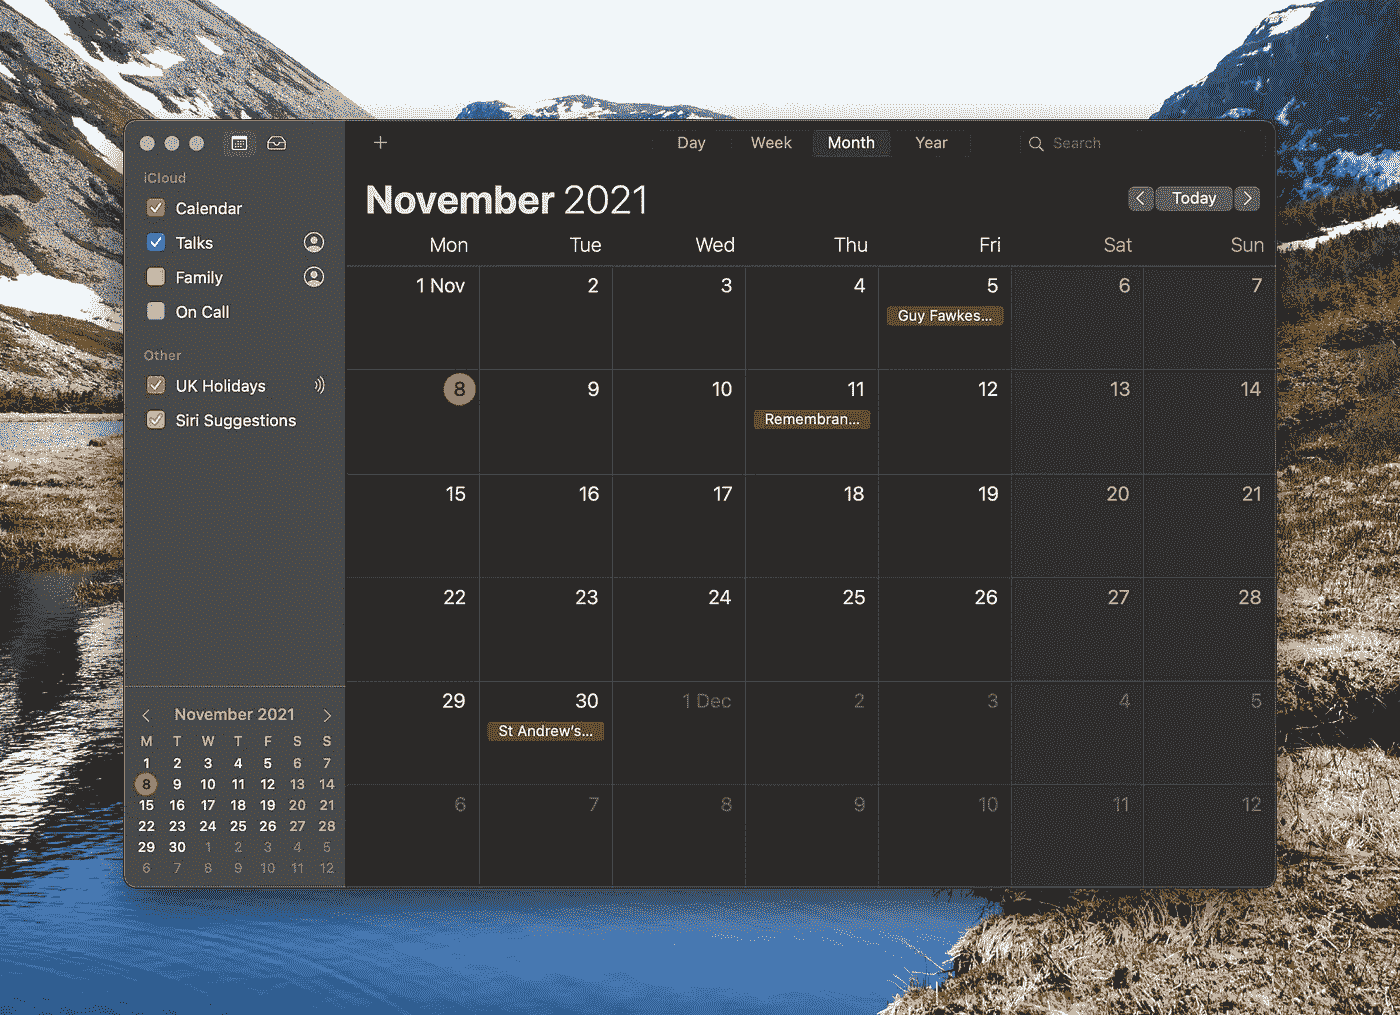 Day Week Month Year Search
iCloud
Calendar
Talks
Family
On Call
Other
UK Holidays
Siri Suggestions
November 2021
M T W T F S S
1 2 3 4 5 6 7
8 9 10 11 12 13 14
15 16 17 18 19 20 21
22 23 24 25 26 27 28
29 30 1 2 3 4 5
6 7 8 9 10 11 12
November 2021
Today
Mon Tue Wed Thu Fri Sat Sun
1 Nov 2 3 4 5 6 7
Guy Fawkes...
8 9 10 11 12 13 14
Remembran...
15 16 17 18 19 20 21
22 23 24 25 26 27 28
29 30 1 Dec 2 3 4 5
St Andrew's...
6 7 8 9 10 11 12